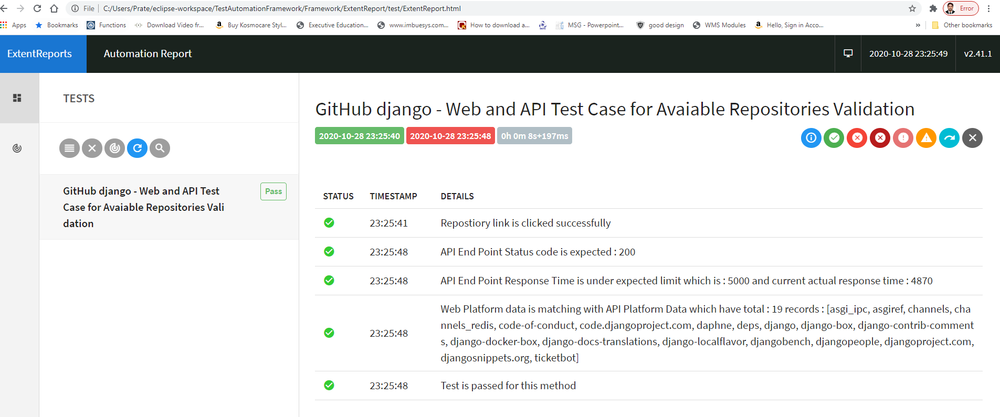 File C:/Users/Prate/eclipse-workspace/TestAutomationFramework/Framework/ExtentReport/test/ExtentReport.html Error
Apps Bookmarks Functions Download Video fr... Buy Kosmocare Styl... Executive Education... www.imbuesys.com... How to download a... MSG - Powerpoint... good design WMS Modules Hello, Sign in Acco... » Other bookmarks
ExtentReports Automation Report 2020-10-28 23:25:49 v2.41.1
TESTS
GitHub django - Web and API Test
Case for Avaiable Repositories Vali
dation
Pass
GitHub django - Web and API Test Case for Avaiable Repositories Validation
2020-10-28 23:25:40 2020-10-28 23:25:48 0h 0m 8s+197ms
STATUS TIMESTAMP DETAILS
23:25:41 Repostiory link is clicked successfully
23:25:48 API End Point Status code is expected : 200
23:25:48 API End Point Response Time is under expected limit which is : 5000 and current actual response time : 4870
23:25:48 Web Platform data is matching with API Platform Data which have total : 19 records : [asgi_ipc, asgiref, channels, cha
nnels_redis, code-of-conduct, code.djangoproject.com, daphne, deps, django, django-box, django-contrib-comment
s, django-docker-box, django-docs-translations, django-localflavor, djangobench, djangopeople, djangoproject.com,
djangosnippets.org, ticketbot]
23:25:48 Test is passed for this method